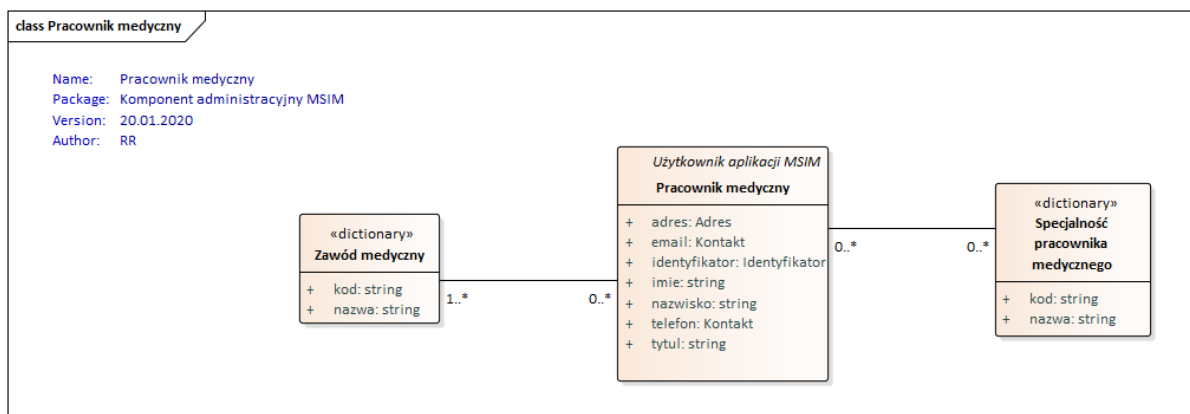 class Pracownik medyczny
Name: Pracownik medyczny
Package: Komponent administracyjny MSIM
Version: 20.01.2020
Author: RR
«dictionary»
Zawód medyczny
+ kod: string
+ nazwa: string
1..*
0..*
Użytkownik aplikacji MSIM
Pracownik medyczny
+ adres: Adres
+ email: Kontakt
+ identyfikator: Identyfikator
+ imie: string
+ nazwisko: string
+ telefon: Kontakt
+ tytul: string
0..*
0..*
«dictionary»
Specjalność
pracownika
medycznego
+ kod: string
+ nazwa: string